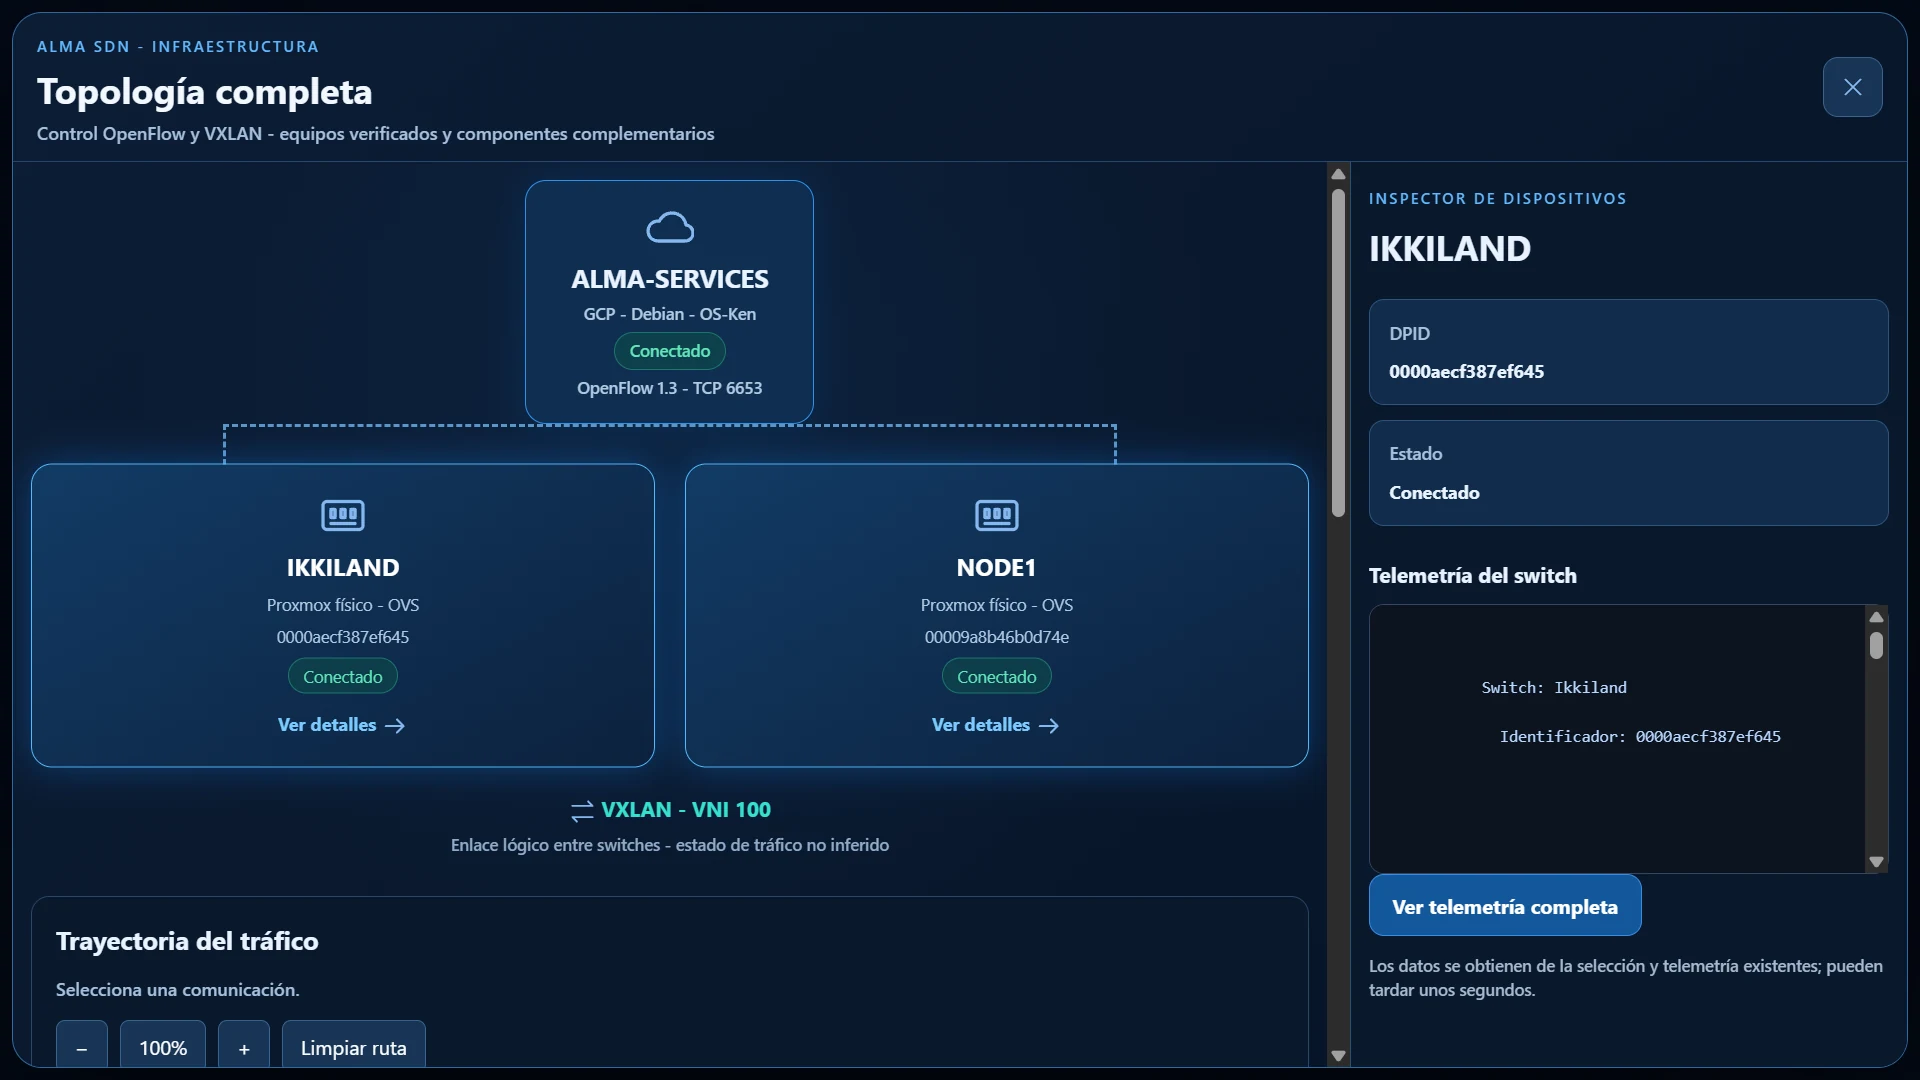 ALMA SDN - INFRAESTRUCTURA
Topología completa
Control OpenFlow y VXLAN - equipos verificados y componentes complementarios
ALMA-SERVICES
GCP - Debian - OS-Ken
Conectado
OpenFlow 1.3 - TCP 6653
IKKILAND
Proxmox físico - OVS
0000aecf387ef645
Conectado
Ver detalles →
NODE1
Proxmox físico - OVS
00009a8b46b0d74e
Conectado
Ver detalles →
VXLAN - VNI 100
Enlace lógico entre switches - estado de tráfico no inferido
Trayectoria del tráfico
Selecciona una comunicación.
– 100% + Limpiar ruta
INSPECTOR DE DISPOSITIVOS
IKKILAND
DPID
0000aecf387ef645
Estado
Conectado
Telemetría del switch
Switch: Ikkiland
Identificador: 0000aecf387ef645
Ver telemetría completa
Los datos se obtienen de la selección y telemetría existentes; pueden
tardar unos segundos.